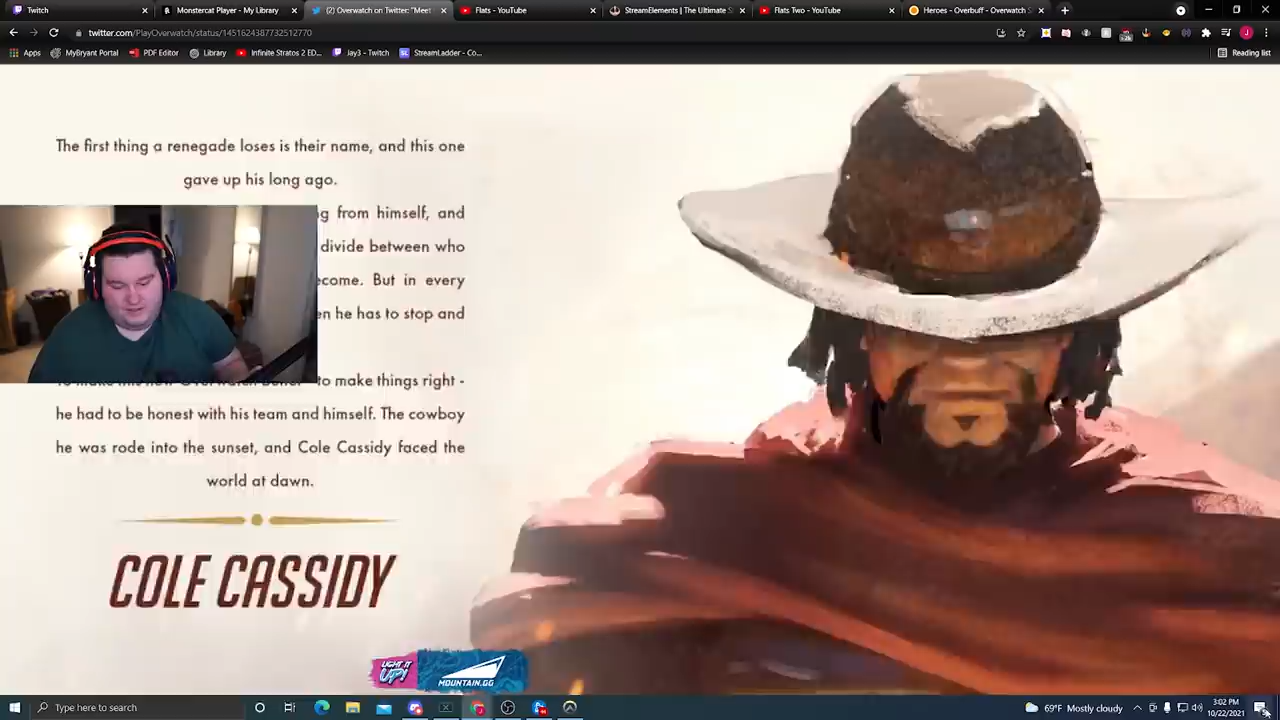 Twitch
Monstercat Player - My Library
(2) Overwatch on Twitter: "Meet
Flats - YouTube
StreamElements | The Ultimate S
Flats Two - YouTube
Heroes - Overbuff - Overwatch S
twitter.com/PlayOverwatch/status/1451624387732512770
Apps
MyBryant Portal
PDF Editor
Library
Infinite Stratos 2 ED...
Jay3 - Twitch
StreamLadder - Co...
Reading list
The first thing a renegade loses is their name, and this one
gave up his long ago.
from himself, and
divide between who
But in every
he has to stop and
to make things right -
he had to be honest with his team and himself. The cowboy
he was rode into the sunset, and Cole Cassidy faced the
world at dawn.
COLE CASSIDY
LIGHT IT
UP!
MOUNTAIN.GG
Type here to search
69°F Mostly cloudy
3:02 PM
10/22/2021